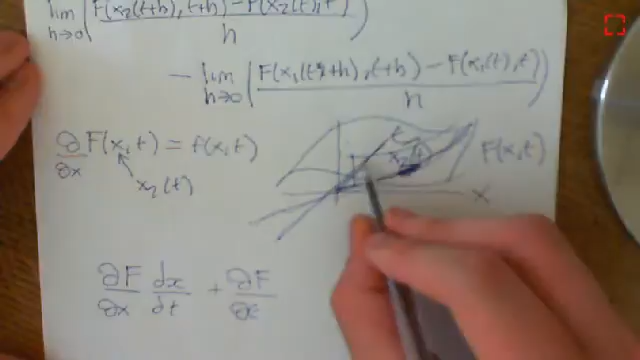 lim ( F(x₂(t+h),t+h) − F(x₂(t),t) )
h→0 h
− lim ( F(x₁(t+h),t+h) − F(x₁(t),t) )
h→0 h
∂/∂x F(x,t) = f(x,t)
x₂(t)
t
F(x,t)
x
∂F/∂x dx/dt + ∂F/∂t